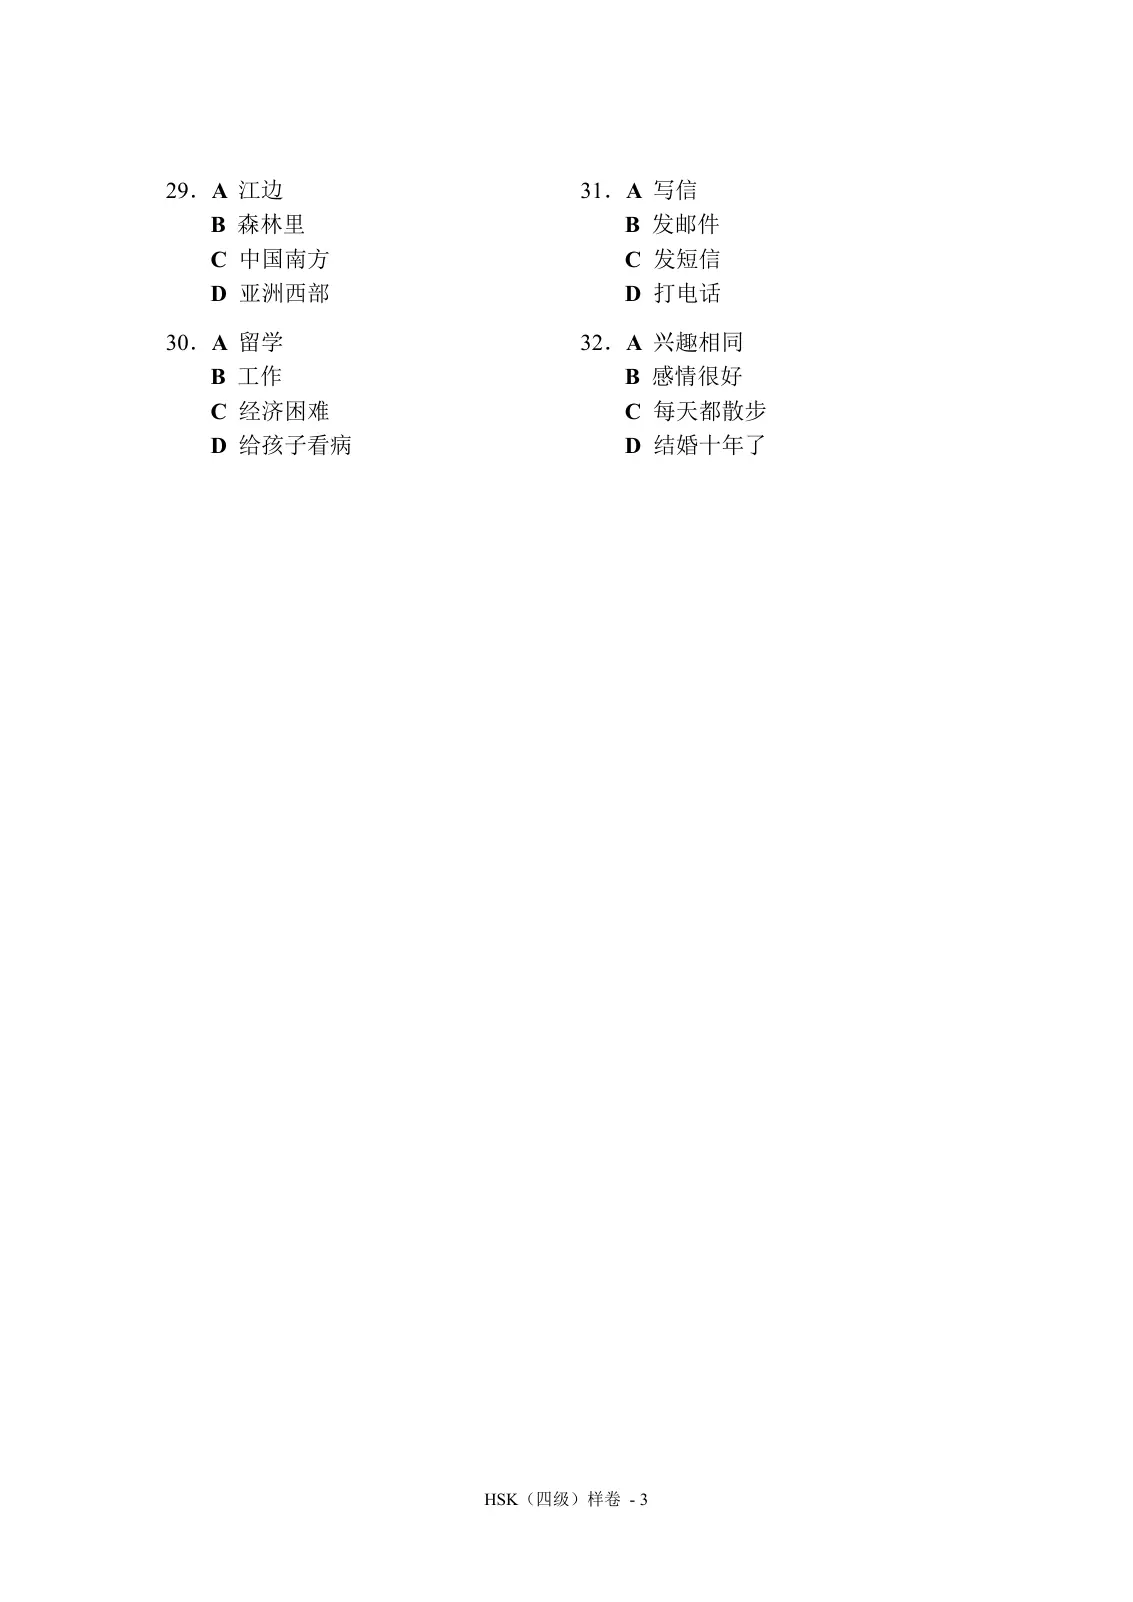 29． A 江边
B 森林里
C 中国南方
D 亚洲西部
30． A 留学
B 工作
C 经济困难
D 给孩子看病
31． A 写信
B 发邮件
C 发短信
D 打电话
32． A 兴趣相同
B 感情很好
C 每天都散步
D 结婚十年了
HSK（四级）样卷 - 3